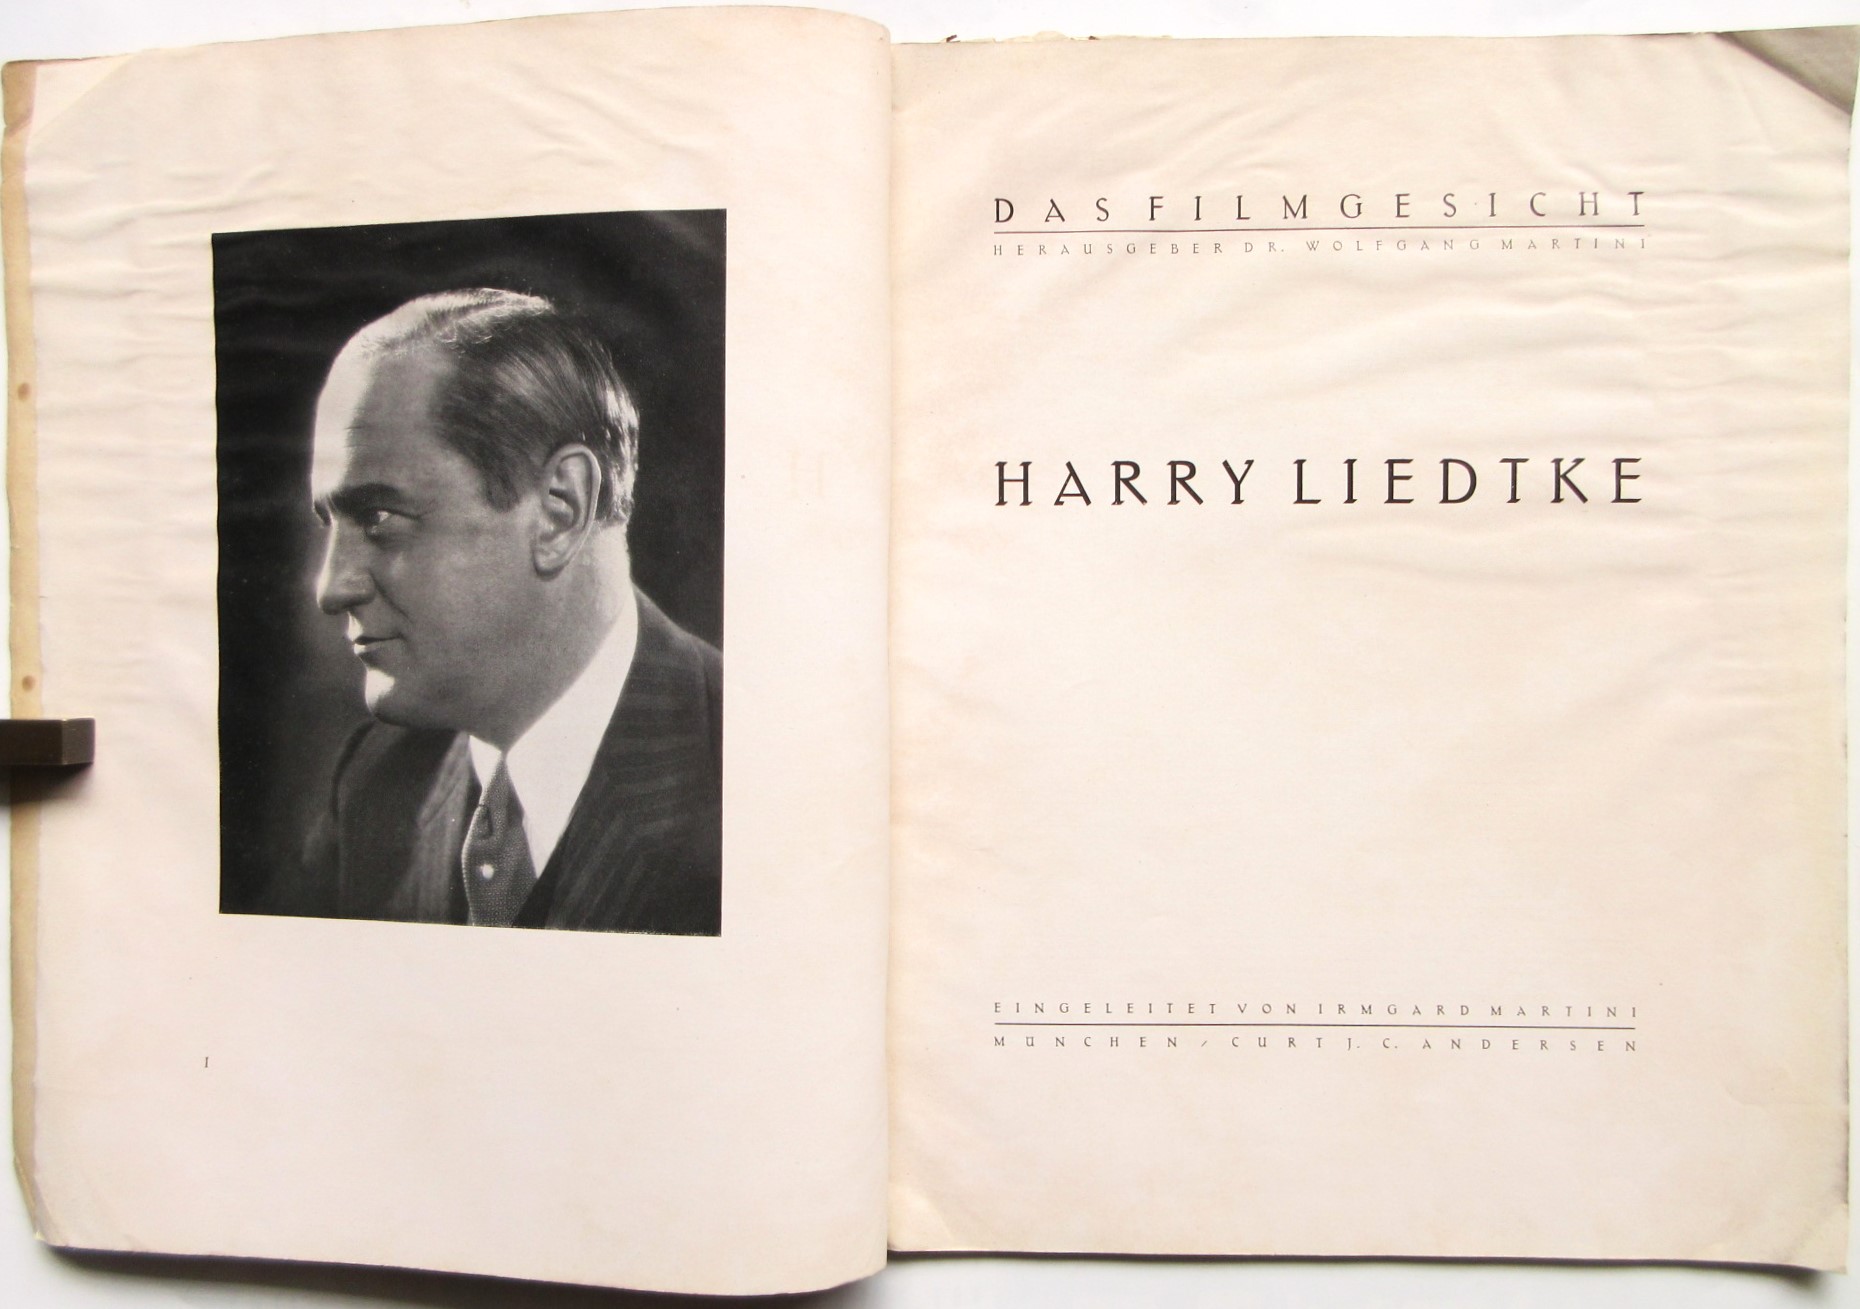 I
DAS FILMGESICHT
HERAUSGEBER DR. WOLFGANG MARTINI
HARRY LIEDTKE
EINGELEITET VON IRMGARD MARTINI
MÜNCHEN / CURT J. C. ANDERSEN